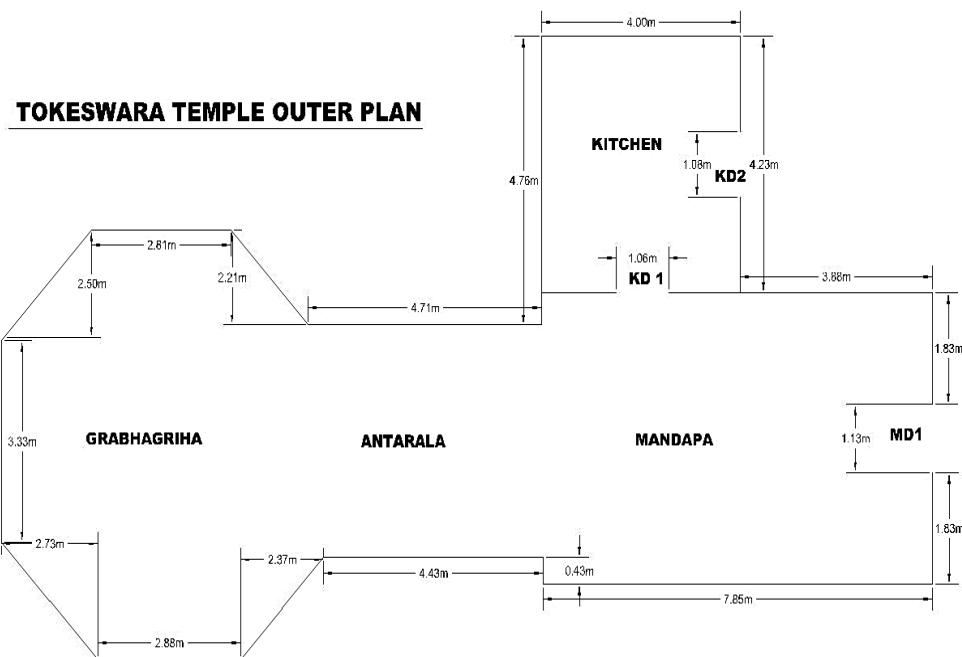 4.00m
TOKESWARA TEMPLE OUTER PLAN
KITCHEN
1.08m
4.23m
KD2
4.76m
2.81m
1.06m
2.50m
2.21m
KD 1
3.88m
4.71m
1.83m
GRABHAGRIHA
ANTARALA
MANDAPA
1.13m
MD1
3.33m
1.83m
2.73m
2.37m
4.43m
0.43m
7.85m
2.88m